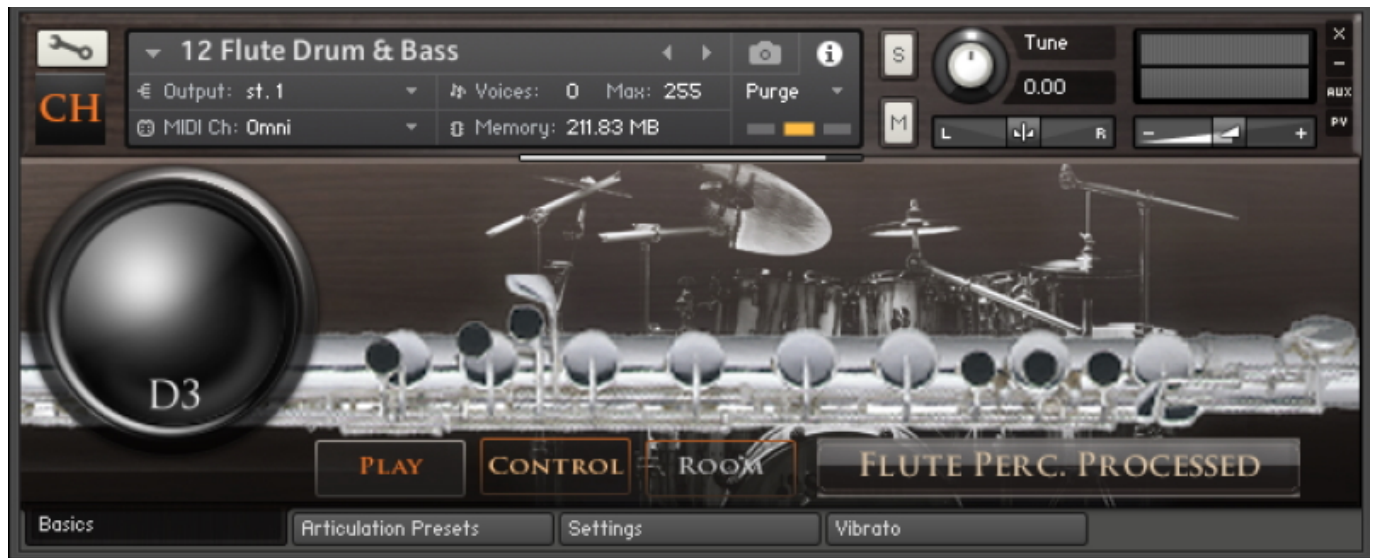 12 Flute Drum & Bass
S
Tune
X
-
CH
Output: st. 1
Voices: 0 Max: 255
Purge
0.00
AUX
MIDI Ch: Omni
Memory: 211.83 MB
M
L R
- +
PV
D3
PLAY
CONTROL
ROOM
FLUTE PERC. PROCESSED
Basics
Articulation Presets
Settings
Vibrato